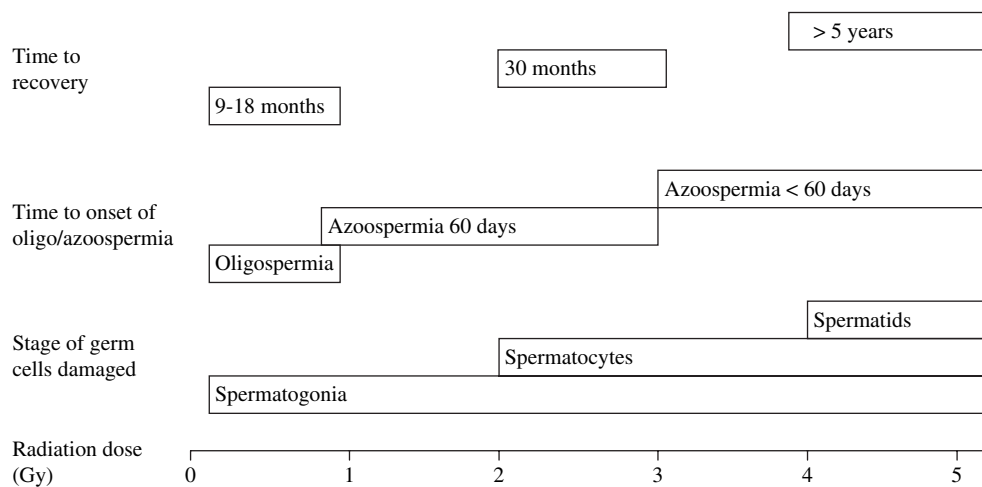 Time to
recovery
> 5 years
30 months
9-18 months
Time to onset of
oligo/azoospermia
Azoospermia < 60 days
Azoospermia 60 days
Oligospermia
Stage of germ
cells damaged
Spermatids
Spermatocytes
Spermatogonia
Radiation dose
(Gy)
0 1 2 3 4 5